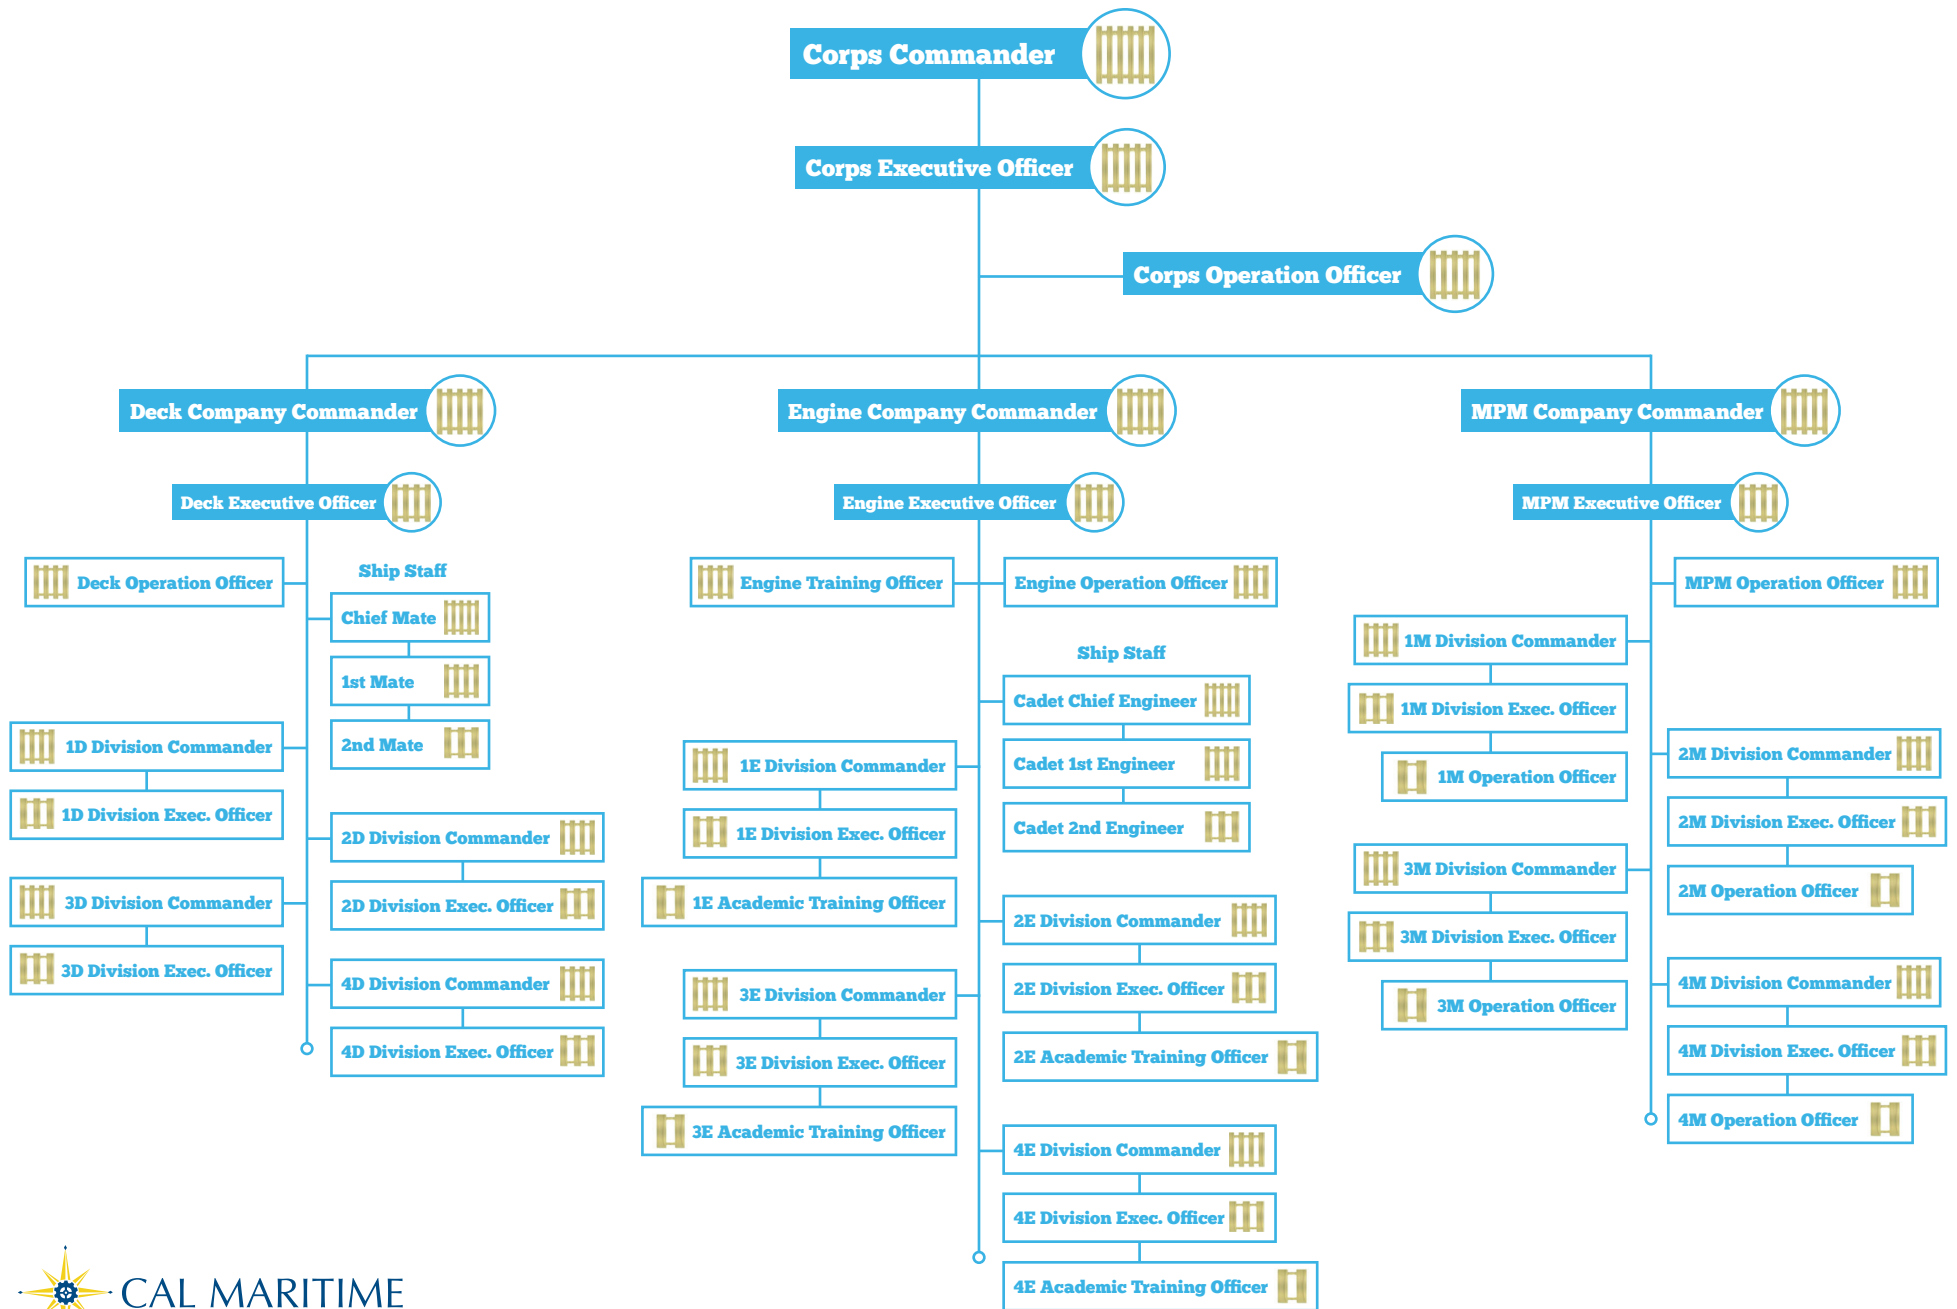 Corps Commander
Corps Executive Officer
Corps Operation Officer
Deck Company Commander
Engine Company Commander
MPM Company Commander
Deck Executive Officer
Engine Executive Officer
MPM Executive Officer
Deck Operation Officer
Ship Staff
Chief Mate
1st Mate
2nd Mate
1D Division Commander
1D Division Exec. Officer
2D Division Commander
2D Division Exec. Officer
3D Division Commander
3D Division Exec. Officer
4D Division Commander
4D Division Exec. Officer
Engine Training Officer
Engine Operation Officer
Ship Staff
Cadet Chief Engineer
Cadet 1st Engineer
Cadet 2nd Engineer
1E Division Commander
1E Division Exec. Officer
1E Academic Training Officer
2E Division Commander
2E Division Exec. Officer
2E Academic Training Officer
3E Division Commander
3E Division Exec. Officer
3E Academic Training Officer
4E Division Commander
4E Division Exec. Officer
4E Academic Training Officer
MPM Operation Officer
1M Division Commander
1M Division Exec. Officer
1M Operation Officer
2M Division Commander
2M Division Exec. Officer
2M Operation Officer
3M Division Commander
3M Division Exec. Officer
3M Operation Officer
4M Division Commander
4M Division Exec. Officer
4M Operation Officer
CAL MARITIME